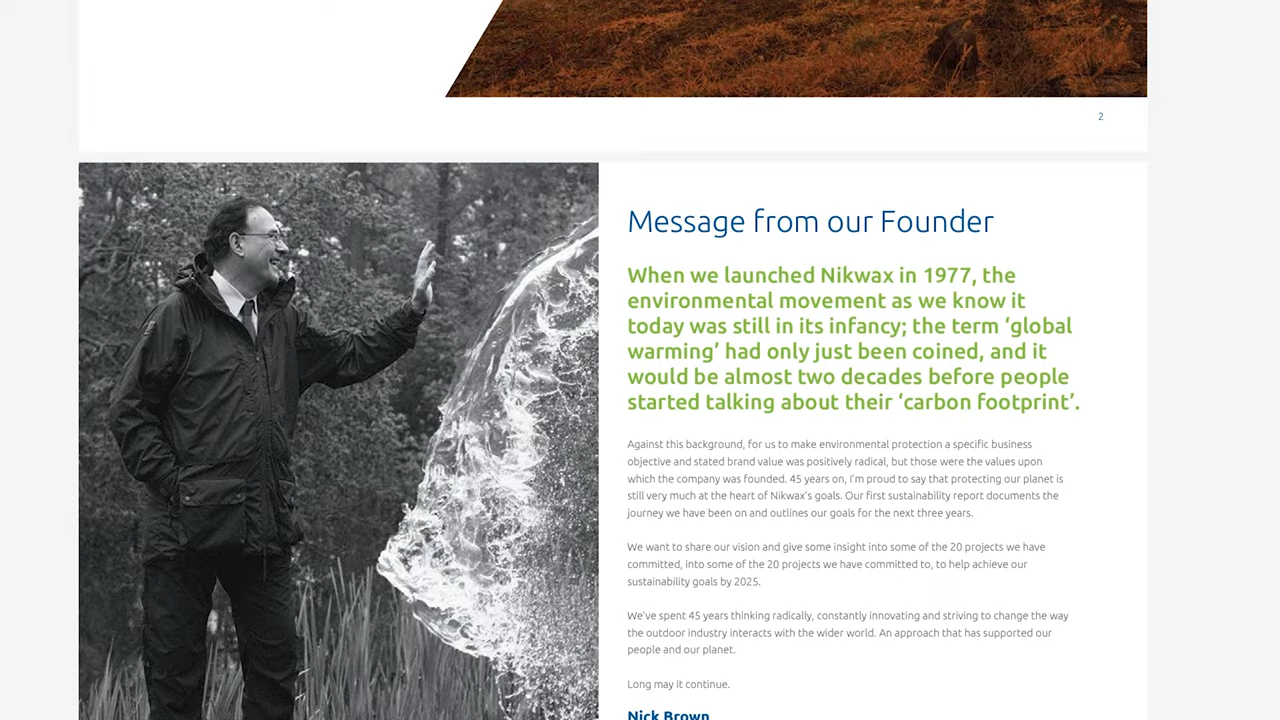 2
Message from our Founder
When we launched Nikwax in 1977, the
environmental movement as we know it
today was still in its infancy; the term ‘global
warming’ had only just been coined, and it
would be almost two decades before people
started talking about their ‘carbon footprint’.
Against this background, for us to make environmental protection a specific business
objective and stated brand value was positively radical, but those were the values upon
which the company was founded. 45 years on, I’m proud to say that protecting our planet is
still very much at the heart of Nikwax’s goals. Our first sustainability report documents the
journey we have been on and outlines our goals for the next three years.
We want to share our vision and give some insight into some of the 20 projects we have
committed, into some of the 20 projects we have committed to, to help achieve our
sustainability goals by 2025.
We’ve spent 45 years thinking radically, constantly innovating and striving to change the way
the outdoor industry interacts with the wider world. An approach that has supported our
people and our planet.
Long may it continue.
Nick Brown